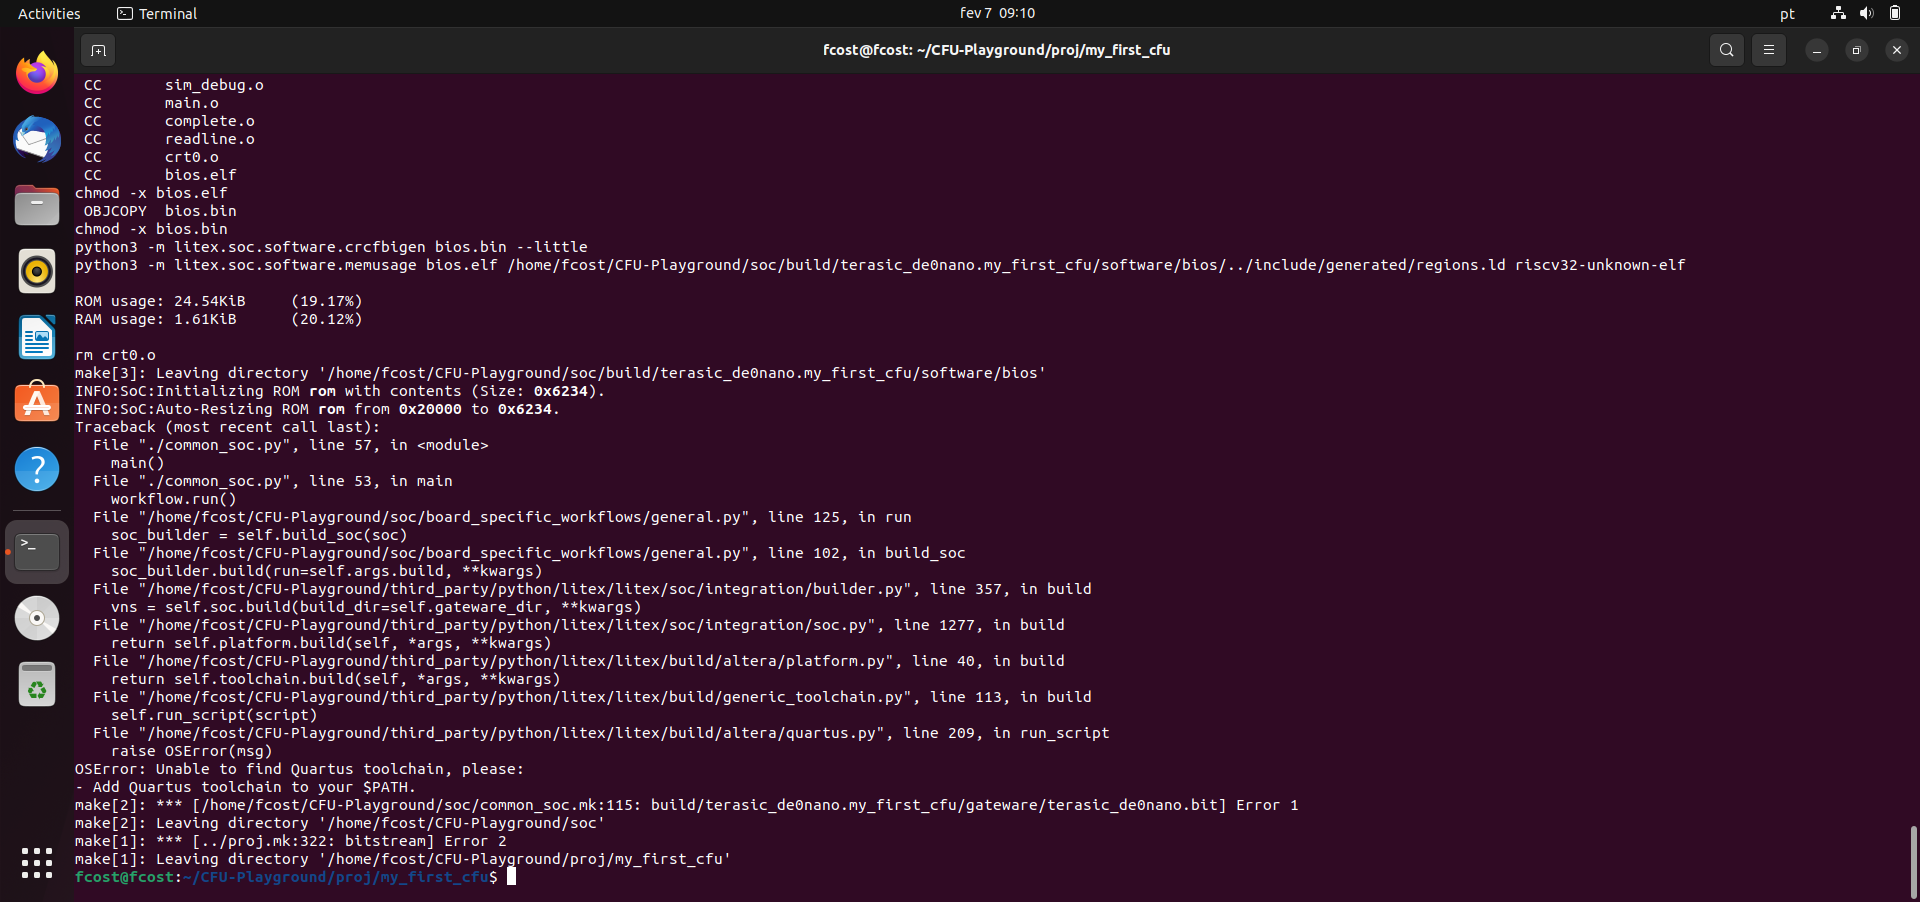 Activities
Terminal
fev 7 09:10
pt
fcost@fcost: ~/CFU-Playground/proj/my_first_cfu
CC sim_debug.o
CC main.o
CC complete.o
CC readline.o
CC crt0.o
CC bios.elf
chmod -x bios.elf
OBJCOPY bios.bin
chmod -x bios.bin
python3 -m litex.soc.software.crcfbigen bios.bin --little
python3 -m litex.soc.software.memusage bios.elf /home/fcost/CFU-Playground/soc/build/terasic_de0nano.my_first_cfu/software/bios/../include/generated/regions.ld riscv32-unknown-elf
ROM usage: 24.54KiB (19.17%)
RAM usage: 1.61KiB (20.12%)
rm crt0.o
make[3]: Leaving directory '/home/fcost/CFU-Playground/soc/build/terasic_de0nano.my_first_cfu/software/bios'
INFO:SoC:Initializing ROM rom with contents (Size: 0x6234).
INFO:SoC:Auto-Resizing ROM rom from 0x20000 to 0x6234.
Traceback (most recent call last):
File "./common_soc.py", line 57, in <module>
main()
File "./common_soc.py", line 53, in main
workflow.run()
File "/home/fcost/CFU-Playground/soc/board_specific_workflows/general.py", line 125, in run
soc_builder = self.build_soc(soc)
File "/home/fcost/CFU-Playground/soc/board_specific_workflows/general.py", line 102, in build_soc
soc_builder.build(run=self.args.build, **kwargs)
File "/home/fcost/CFU-Playground/third_party/python/litex/litex/soc/integration/builder.py", line 357, in build
vns = self.soc.build(build_dir=self.gateware_dir, **kwargs)
File "/home/fcost/CFU-Playground/third_party/python/litex/litex/soc/integration/soc.py", line 1277, in build
return self.platform.build(self, *args, **kwargs)
File "/home/fcost/CFU-Playground/third_party/python/litex/litex/build/altera/platform.py", line 40, in build
return self.toolchain.build(self, *args, **kwargs)
File "/home/fcost/CFU-Playground/third_party/python/litex/litex/build/generic_toolchain.py", line 113, in build
self.run_script(script)
File "/home/fcost/CFU-Playground/third_party/python/litex/litex/build/altera/quartus.py", line 209, in run_script
raise OSError(msg)
OSError: Unable to find Quartus toolchain, please:
- Add Quartus toolchain to your $PATH.
make[2]: *** [/home/fcost/CFU-Playground/soc/common_soc.mk:115: build/terasic_de0nano.my_first_cfu/gateware/terasic_de0nano.bit] Error 1
make[2]: Leaving directory '/home/fcost/CFU-Playground/soc'
make[1]: *** [../proj.mk:322: bitstream] Error 2
make[1]: Leaving directory '/home/fcost/CFU-Playground/proj/my_first_cfu'
fcost@fcost:~/CFU-Playground/proj/my_first_cfu$